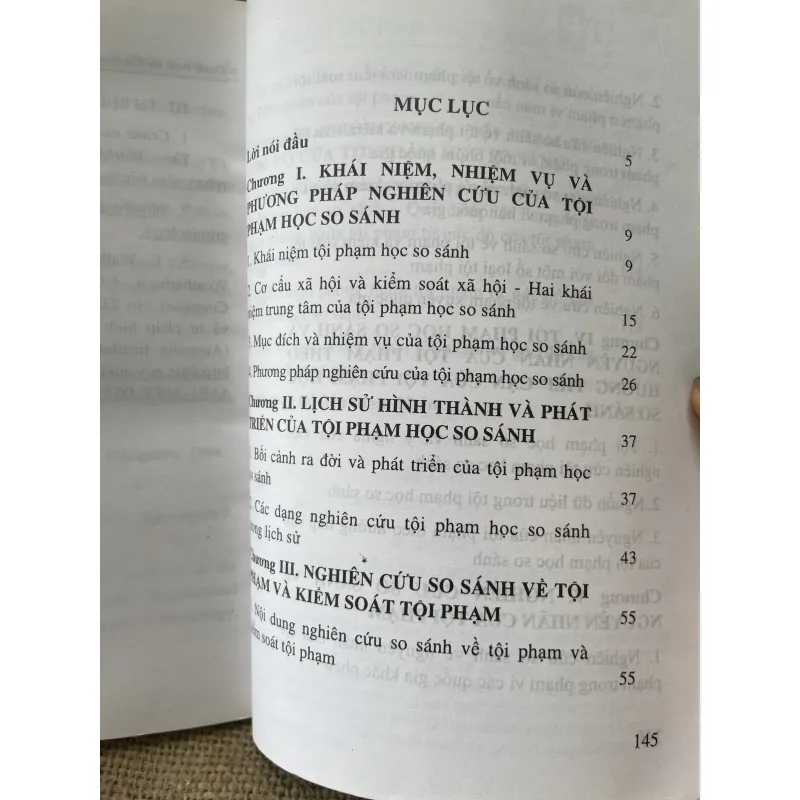 MỤC LỤC
Lời nói đầu 5
Chương I. KHÁI NIỆM, NHIỆM VỤ VÀ
PHƯƠNG PHÁP NGHIÊN CỨU CỦA TỘI
PHẠM HỌC SO SÁNH 9
1. Khái niệm tội phạm học so sánh 9
2. Cơ cấu xã hội và kiểm soát xã hội - Hai khái
niệm trung tâm của tội phạm học so sánh 15
3. Mục đích và nhiệm vụ của tội phạm học so sánh 22
4. Phương pháp nghiên cứu của tội phạm học so sánh 26
Chương II. LỊCH SỬ HÌNH THÀNH VÀ PHÁT
TRIỂN CỦA TỘI PHẠM HỌC SO SÁNH 37
Bối cảnh ra đời và phát triển của tội phạm học
so sánh 37
Các dạng nghiên cứu tội phạm học so sánh
trong lịch sử 43
Chương III. NGHIÊN CỨU SO SÁNH VỀ TỘI
PHẠM VÀ KIỂM SOÁT TỘI PHẠM 55
Nội dung nghiên cứu so sánh về tội phạm và
kiểm soát tội phạm 55
145